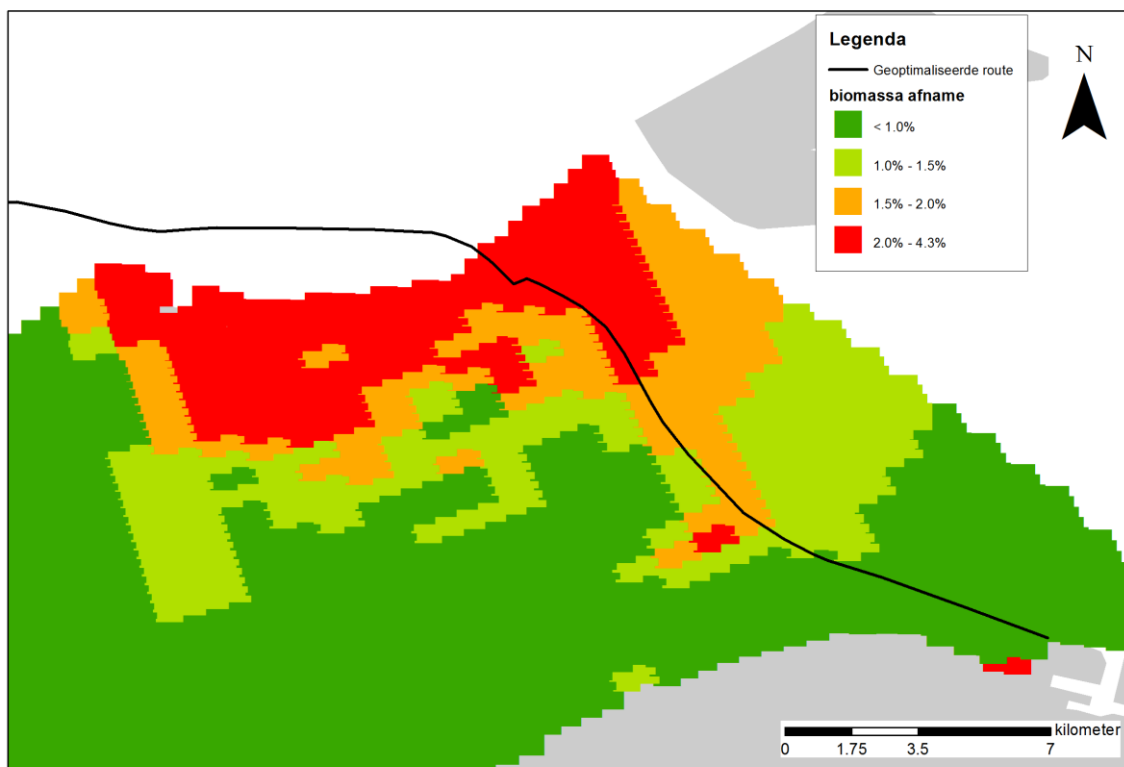 Legenda
Geoptimaliseerde route
biomassa afname
< 1.0%
1.0% - 1.5%
1.5% - 2.0%
2.0% - 4.3%
N
kilometer
0 1.75 3.5 7